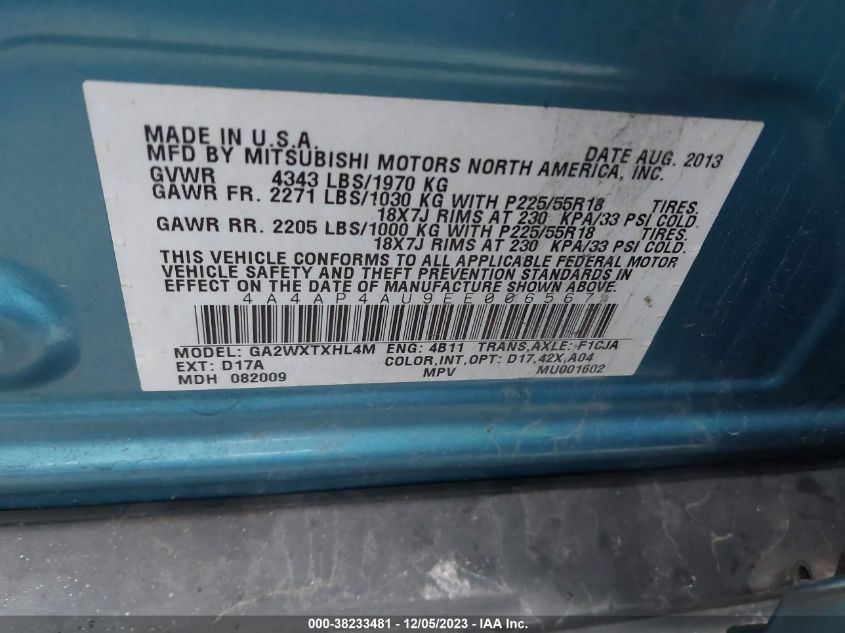 MADE IN U.S.A.
MFD BY MITSUBISHI MOTORS NORTH AMERICA, INC. DATE AUG. 2013
GVWR 4343 LBS/1970 KG
GAWR FR. 2271 LBS/1030 KG WITH P225/55R18 TIRES.
18X7J RIMS AT 230 KPA/33 PSI COLD.
GAWR RR. 2205 LBS/1000 KG WITH P225/55R18 TIRES
18X7J RIMS AT 230 KPA/33 PSI COLD.
THIS VEHICLE CONFORMS TO ALL APPLICABLE FEDERAL MOTOR
VEHICLE SAFETY AND THEFT PREVENTION STANDARDS IN
EFFECT ON THE DATE OF MANUFACTURE SHOWN ABOVE.
4A4AP4AU9EE006567
MODEL: GA2WXTXHL4M ENG: 4B11 TRANS,AXLE: F1CJA
EXT: D17A COLOR,INT,OPT: D17,42X,A04
MDH 082009 MPV MU001602
000-38233481 - 12/05/2023 - IAA Inc.